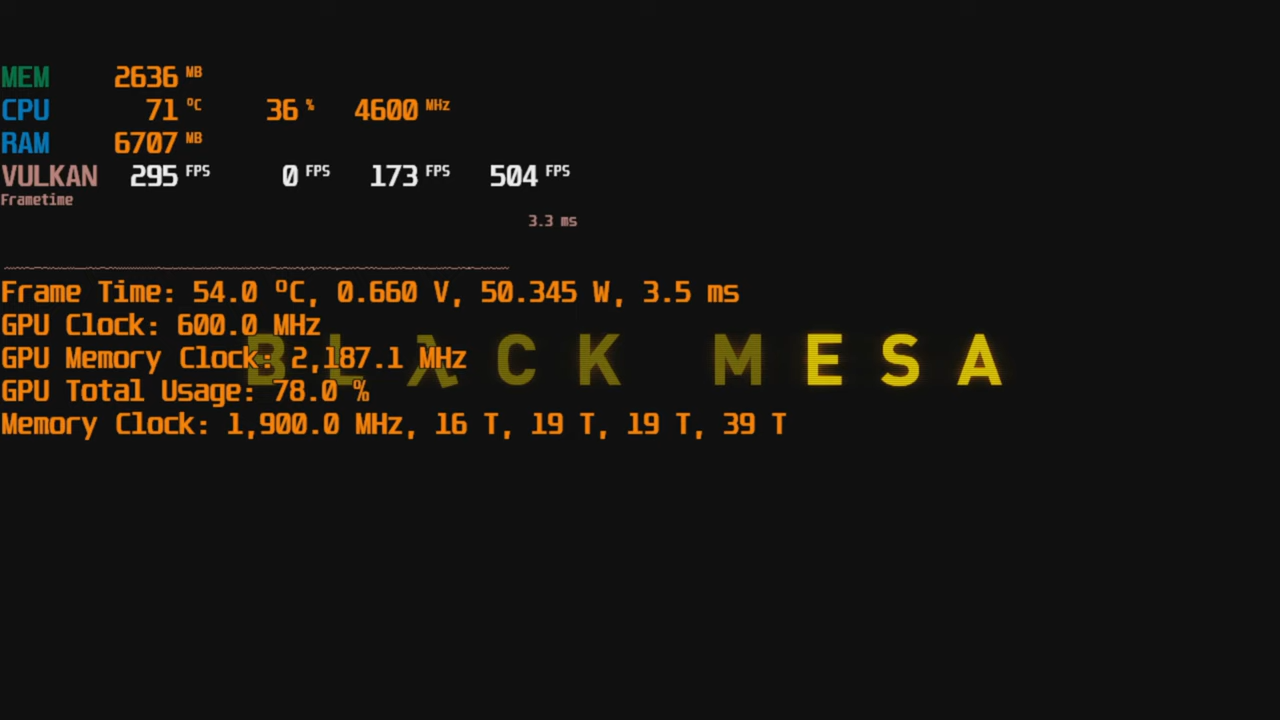 MEM 2636 MB
CPU 71 °C 36 % 4600 MHz
RAM 6707 MB
VULKAN 295 FPS 0 FPS 173 FPS 504 FPS
Frametime
3.3 ms
Frame Time: 54.0 °C, 0.660 V, 50.345 W, 3.5 ms
GPU Clock: 600.0 MHz
BLλCK MESA
GPU Memory Clock: 2,187.1 MHz
GPU Total Usage: 78.0 %
Memory Clock: 1,900.0 MHz, 16 T, 19 T, 19 T, 39 T